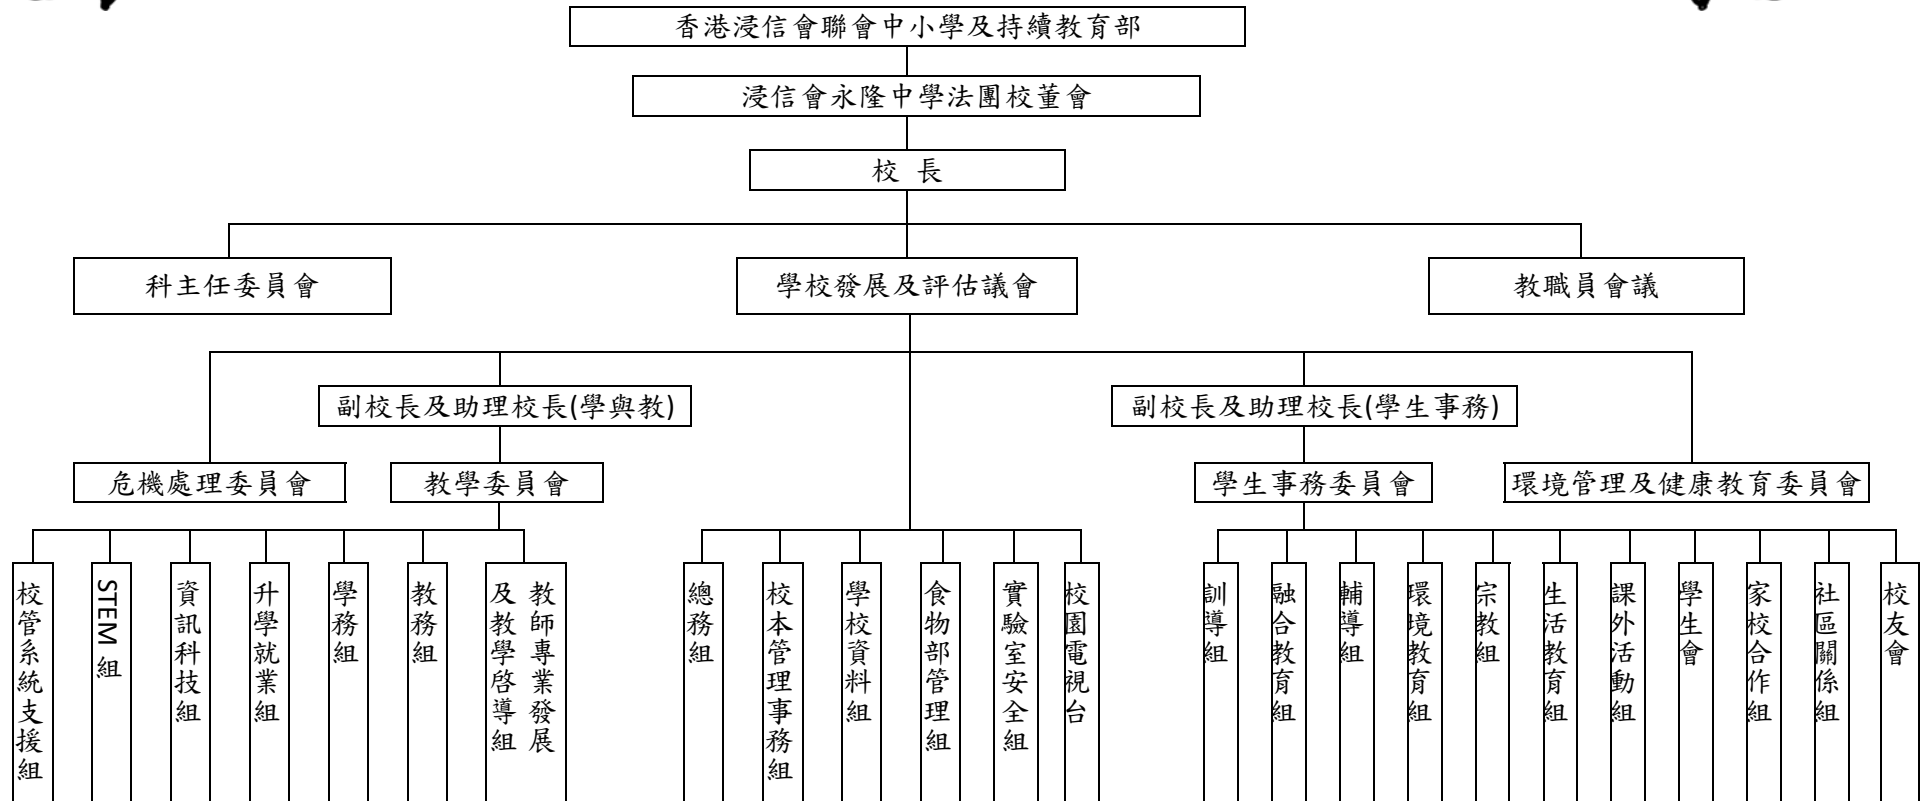 香港浸信會聯會中小學及持續教育部
浸信會永隆中學法團校董會
校 長
科主任委員會
學校發展及評估議會
教職員會議
副校長及助理校長(學與教)
副校長及助理校長(學生事務)
危機處理委員會
教學委員會
學生事務委員會
環境管理及健康教育委員會
校管系統支援組
STEM 組
資訊科技組
升學就業組
學務組
教務組
教師專業發展
及教學啓導組
總務組
校本管理事務組
學校資料組
食物部管理組
實驗室安全組
校園電視台
訓導組
融合教育組
輔導組
環境教育組
宗教組
生活教育組
課外活動組
學生會
家校合作組
社區關係組
校友會